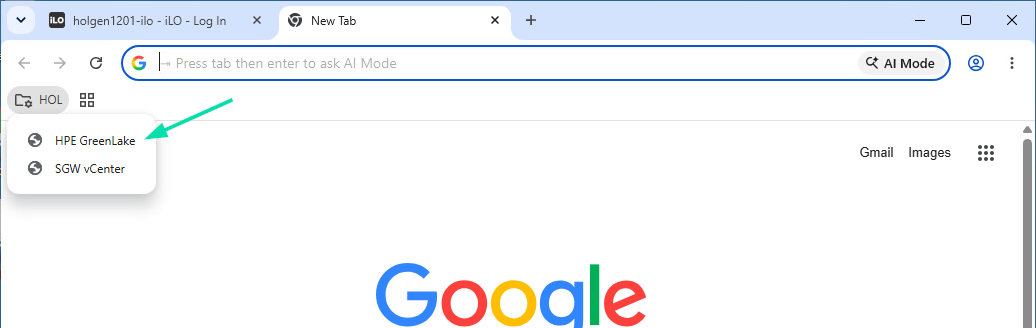 iLO holgen1201-ilo - iLO - Log In
New Tab
Press tab then enter to ask AI Mode
AI Mode
HOL
HPE GreenLake
SGW vCenter
Gmail Images
Google